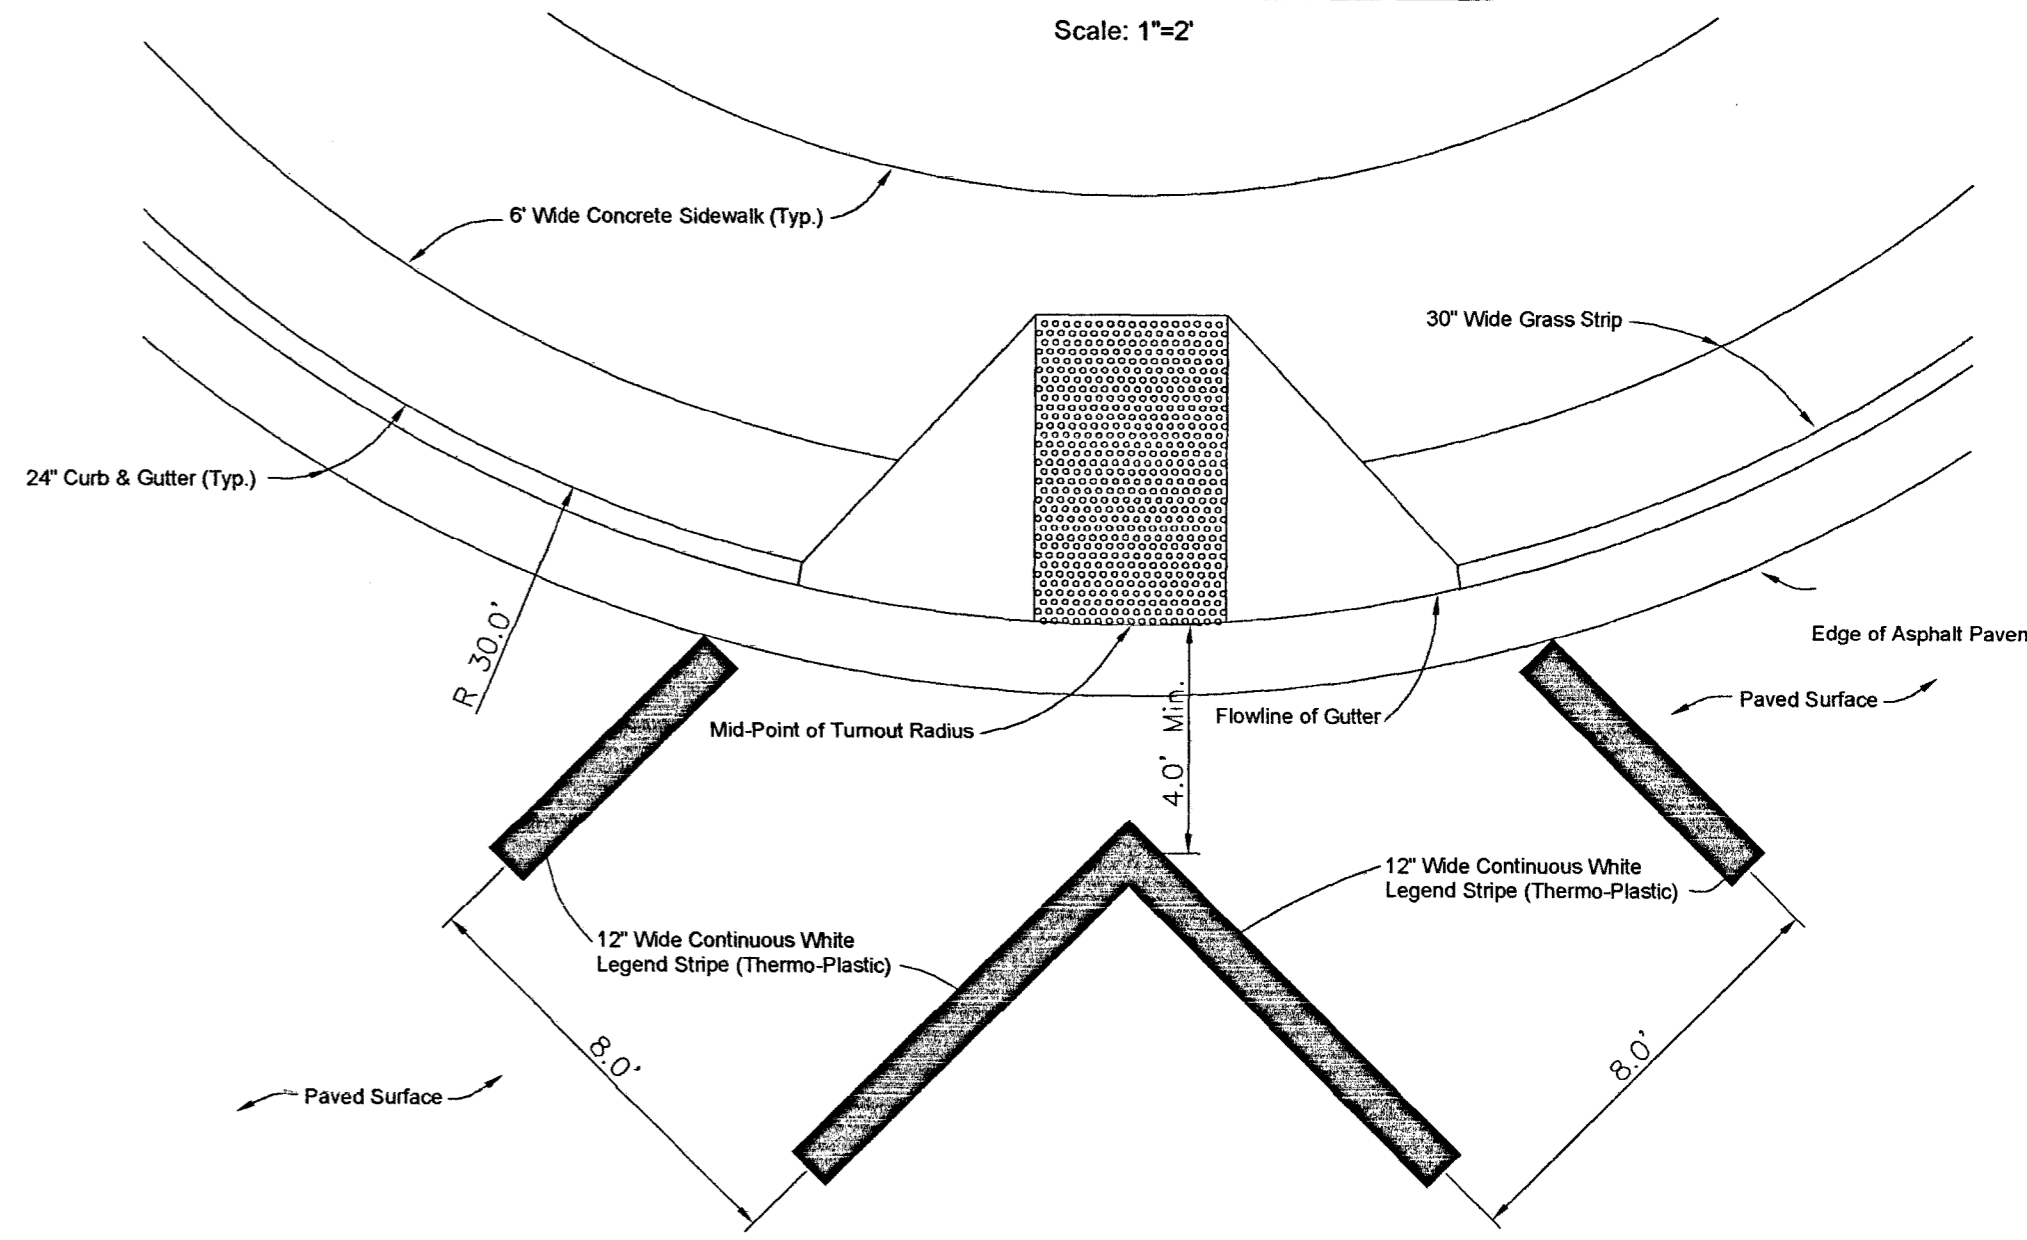 Scale: 1"=2'
6' Wide Concrete Sidewalk (Typ.)
30" Wide Grass Strip
24" Curb & Gutter (Typ.)
R 30.0'
Edge of Asphalt Paven
Paved Surface
Mid-Point of Turnout Radius
4.0' Min.
Flowline of Gutter
12" Wide Continuous White
Legend Stripe (Thermo-Plastic)
12" Wide Continuous White
Legend Stripe (Thermo-Plastic)
8.0'
8.0'
Paved Surface